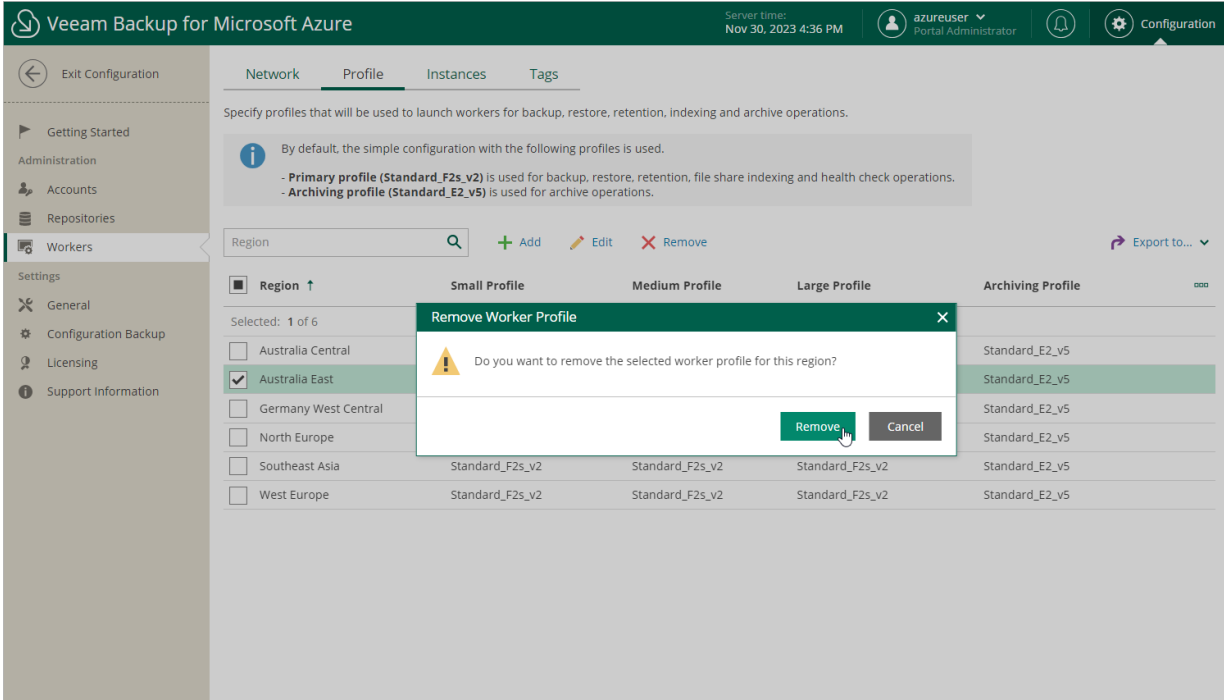 Veeam Backup for Microsoft Azure
Server time:
Nov 30, 2023 4:36 PM
azureuser
Portal Administrator
Configuration
Exit Configuration
Getting Started
Administration
Accounts
Repositories
Workers
Settings
General
Configuration Backup
Licensing
Support Information
Network Profile Instances Tags
Specify profiles that will be used to launch workers for backup, restore, retention, indexing and archive operations.
By default, the simple configuration with the following profiles is used.
- Primary profile (Standard_F2s_v2) is used for backup, restore, retention, file share indexing and health check operations.
- Archiving profile (Standard_E2_v5) is used for archive operations.
Region Add Edit Remove Export to...
Region ↑ Small Profile Medium Profile Large Profile Archiving Profile
Selected: 1 of 6
Australia Central Standard_E2_v5
Australia East Standard_E2_v5
Germany West Central Standard_E2_v5
North Europe Standard_E2_v5
Southeast Asia Standard_F2s_v2 Standard_F2s_v2 Standard_F2s_v2 Standard_E2_v5
West Europe Standard_F2s_v2 Standard_F2s_v2 Standard_F2s_v2 Standard_E2_v5
Remove Worker Profile
Do you want to remove the selected worker profile for this region?
Remove Cancel